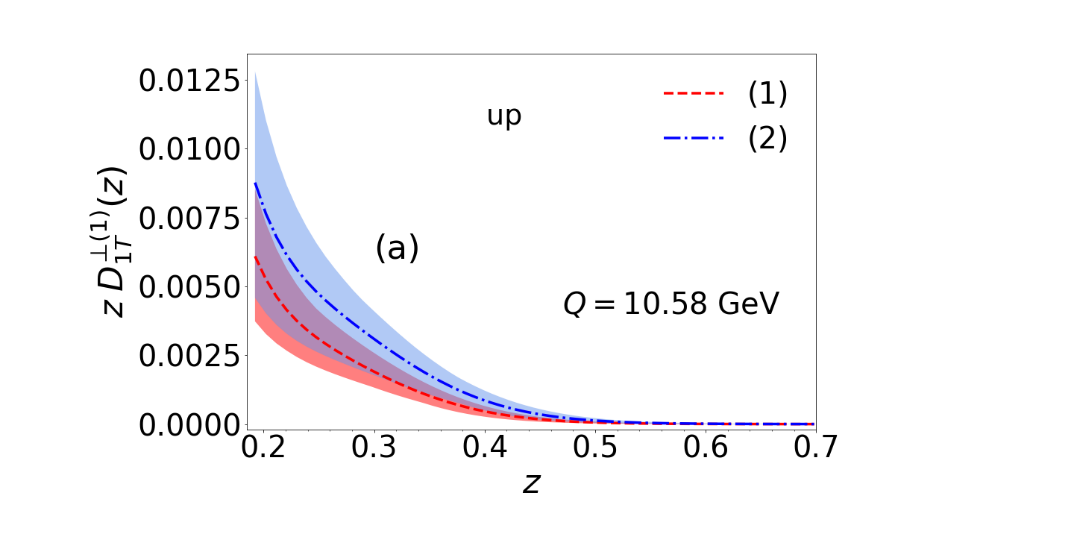 0.0125
0.0100
0.0075
0.0050
0.0025
0.0000
z D_{1T}^{⊥(1)}(z)
up
(1)
(2)
(a)
Q = 10.58 GeV
0.2 0.3 0.4 0.5 0.6 0.7
z